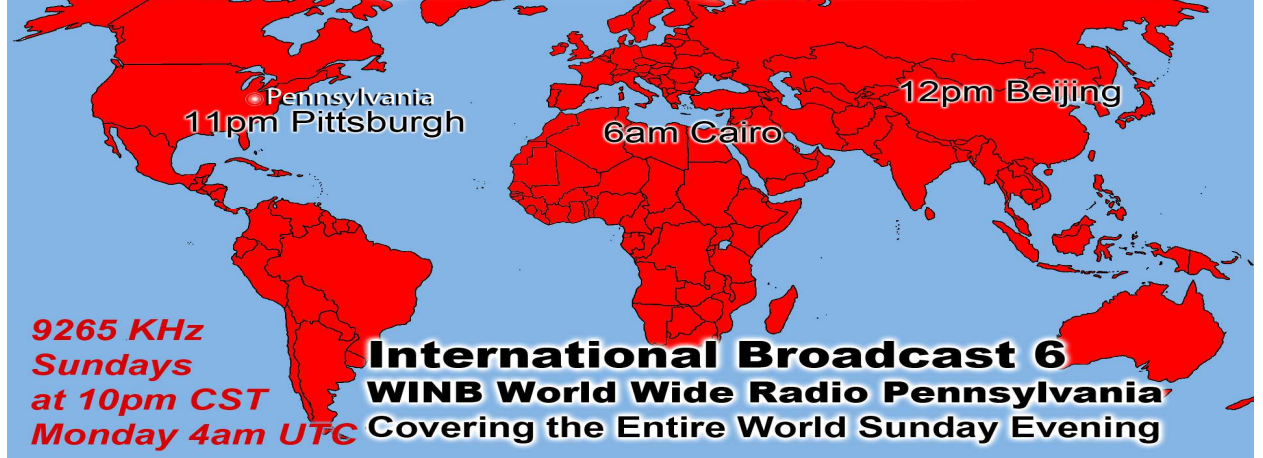 Pennsylvania
12pm Beijing
11pm Pittsburgh
6am Cairo
9265 KHz
Sundays
at 10pm CST
Monday 4am UTC
International Broadcast 6
WINB World Wide Radio Pennsylvania
Covering the Entire World Sunday Evening